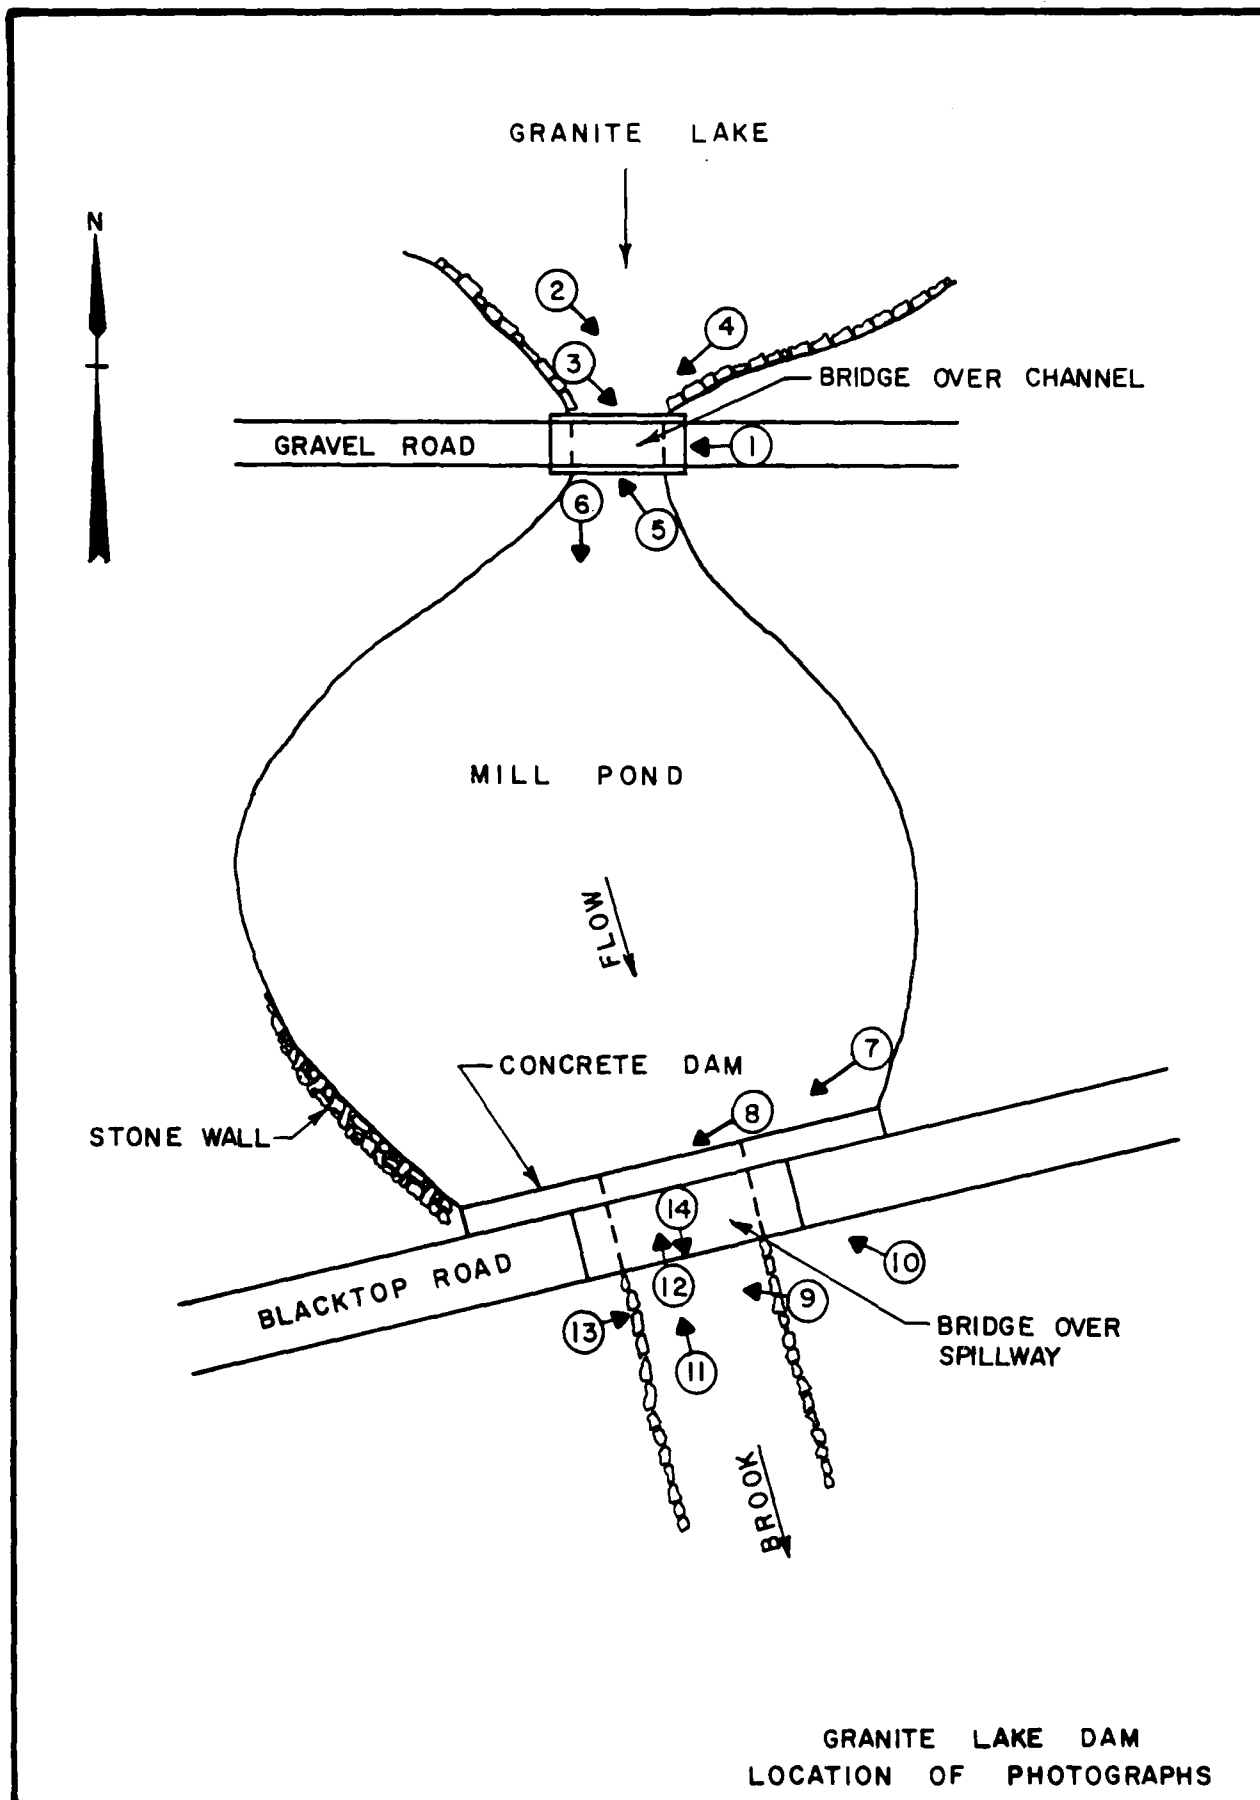 GRANITE LAKE
N
2
4
3
BRIDGE OVER CHANNEL
GRAVEL ROAD
1
6
5
MILL POND
FLOW
7
CONCRETE DAM
8
STONE WALL
14
10
BLACKTOP ROAD
12
9
13
BRIDGE OVER
SPILLWAY
11
BROOK
GRANITE LAKE DAM
LOCATION OF PHOTOGRAPHS